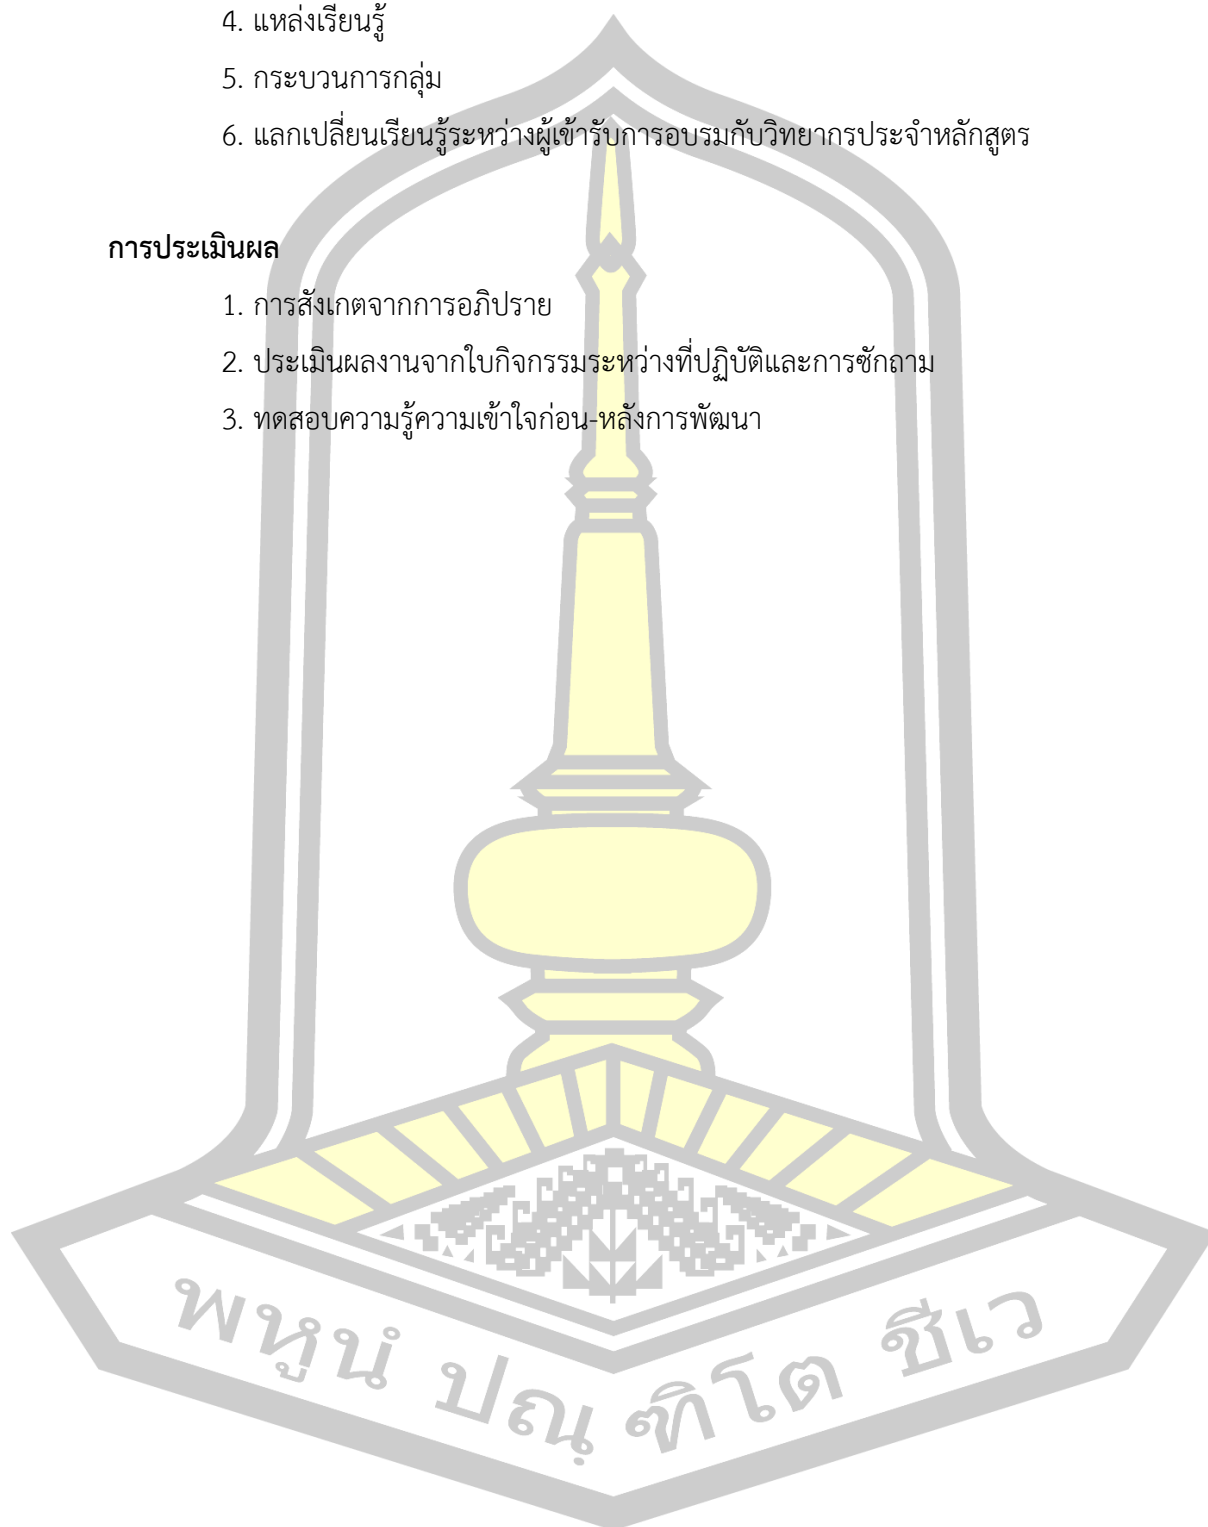 4. แหล่งเรียนรู้
5. กระบวนการกลุ่ม
6. แลกเปลี่ยนเรียนรู้ระหว่างผู้เข้ารับการอบรมกับวิทยากรประจำหลักสูตร
การประเมินผล
1. การสังเกตจากการอภิปราย
2. ประเมินผลงานจากใบกิจกรรมระหว่างที่ปฏิบัติและการซักถาม
3. ทดสอบความรู้ความเข้าใจก่อน-หลังการพัฒนา
พหูนํ ปณฺ ฑิโต ชีเว